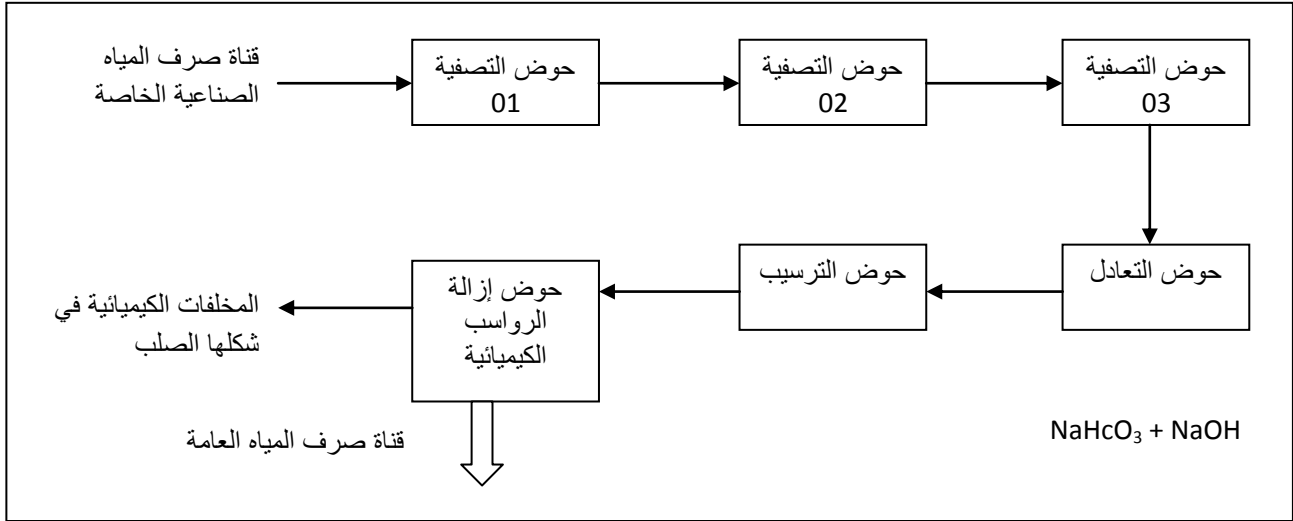 قناة صرف المياه
الصناعية الخاصة
حوض التصفية
01
حوض التصفية
02
حوض التصفية
03
حوض التعادل
حوض الترسيب
حوض إزالة
الرواسب
الكيميائية
المخلفات الكيميائية في
شكلها الصلب
قناة صرف المياه العامة
NaHcO₃ + NaOH